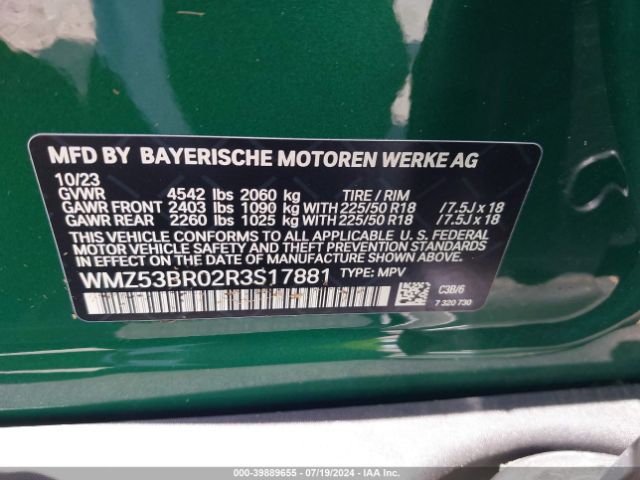 MFD BY BAYERISCHE MOTOREN WERKE AG
10/23
GVWR 4542 lbs 2060 kg TIRE / RIM
GAWR FRONT 2403 lbs 1090 kg WITH 225/50 R18 / 7.5J x 18
GAWR REAR 2260 lbs 1025 kg WITH 225/50 R18 / 7.5J x 18
THIS VEHICLE CONFORMS TO ALL APPLICABLE U. S. FEDERAL
MOTOR VEHICLE SAFETY AND THEFT PREVENTION STANDARDS
IN EFFECT ON THE DATE OF MANUFACTURE SHOWN ABOVE.
WMZ53BR02R3S17881 TYPE: MPV
C3B/6
7 320 730
000-39889655 / 07/19/2024 / IAA Inc.